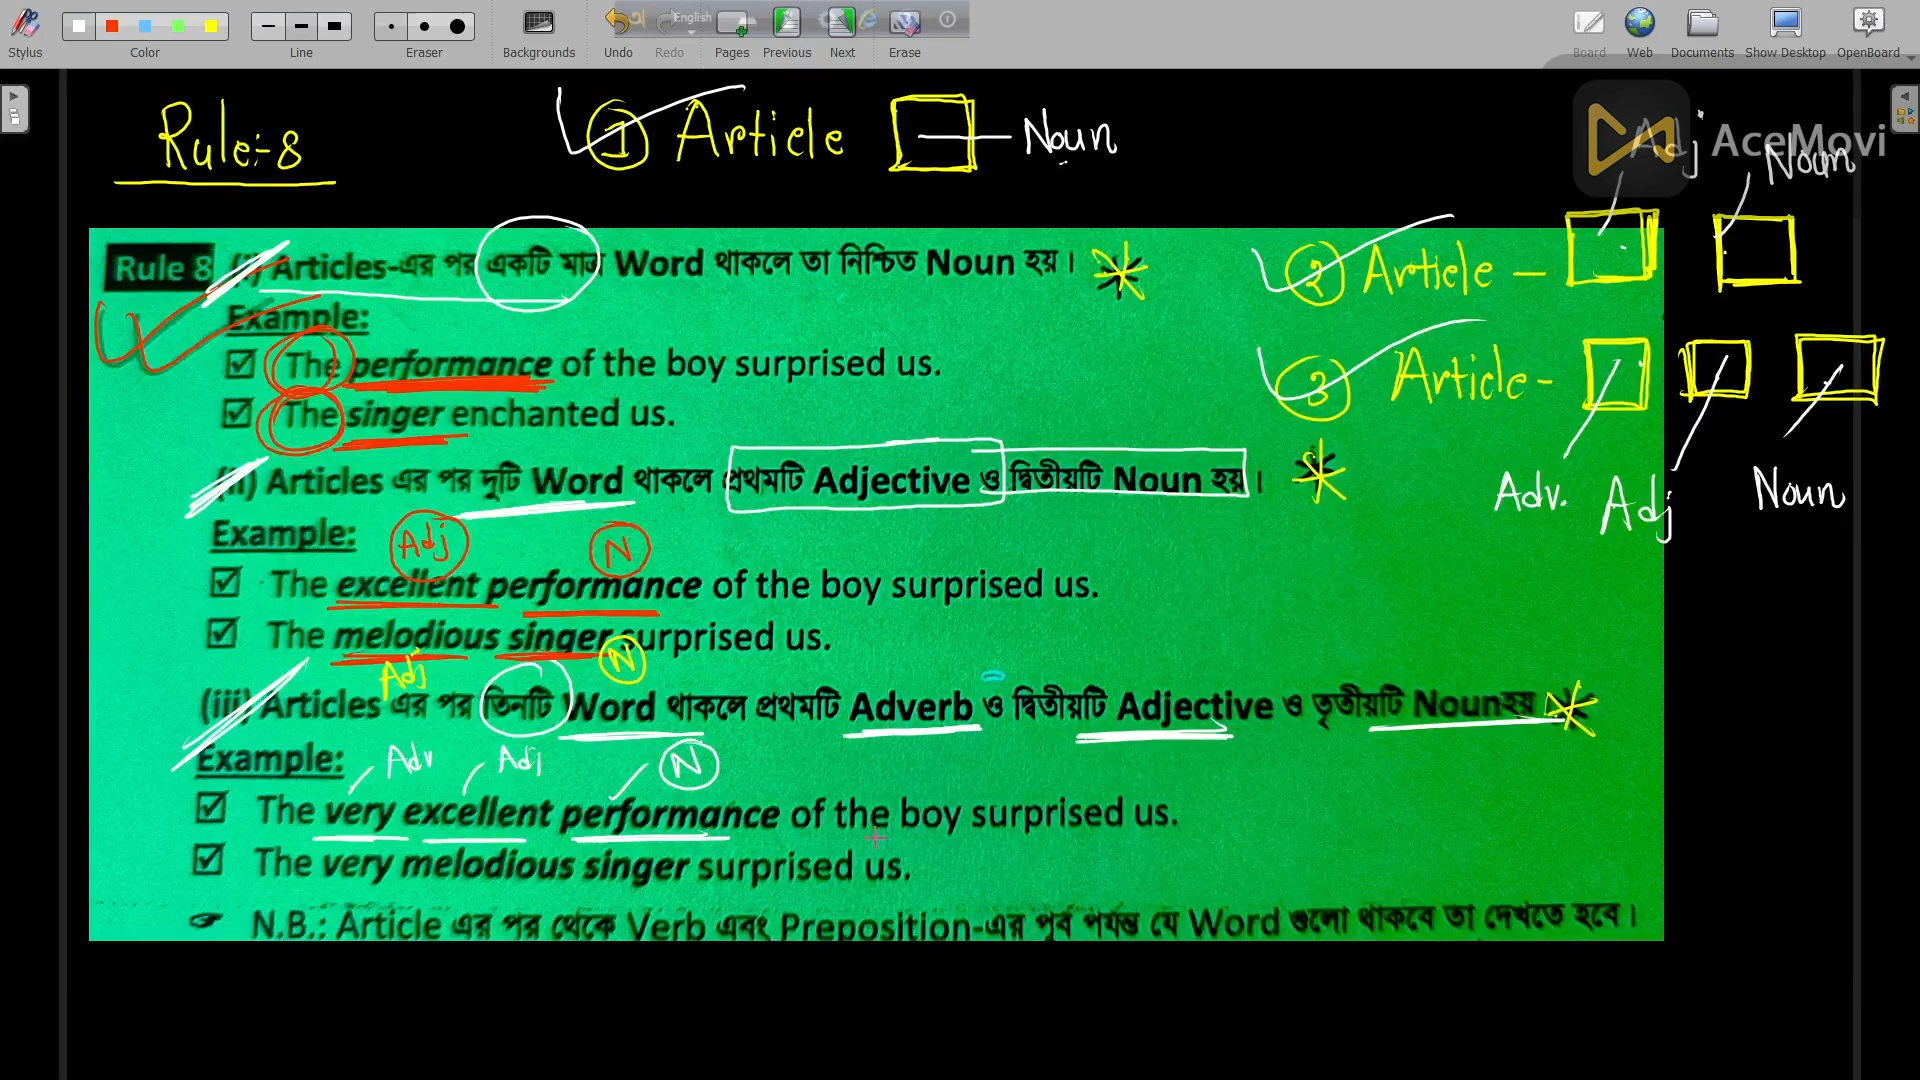 Stylus Color Line Eraser Backgrounds Undo Redo Pages Previous Next Erase Board Web Documents Show Desktop OpenBoard
English
Rule:-8
1 Article Noun
AceMovi
Adj Noun
2 Article -
3 Article -
Adv. Adj Noun
Rule 8 (i) Articles-এর পর একটি মাত্র Word থাকলে তা নিশ্চিত Noun হয়।
Example:
The performance of the boy surprised us.
The singer enchanted us.
(ii) Articles এর পর দুটি Word থাকলে প্রথমটি Adjective ও দ্বিতীয়টি Noun হয়।
Example:
Adj N
The excellent performance of the boy surprised us.
The melodious singer surprised us.
Adj N
(iii) Articles এর পর তিনটি Word থাকলে প্রথমটি Adverb ও দ্বিতীয়টি Adjective ও তৃতীয়টি Nounহয়
Example:
Adv Adj N
The very excellent performance of the boy surprised us.
The very melodious singer surprised us.
N.B.: Article এর পর থেকে Verb এবং Preposition-এর পূর্ব পর্যন্ত যে Word গুলো থাকবে তা দেখতে হবে।